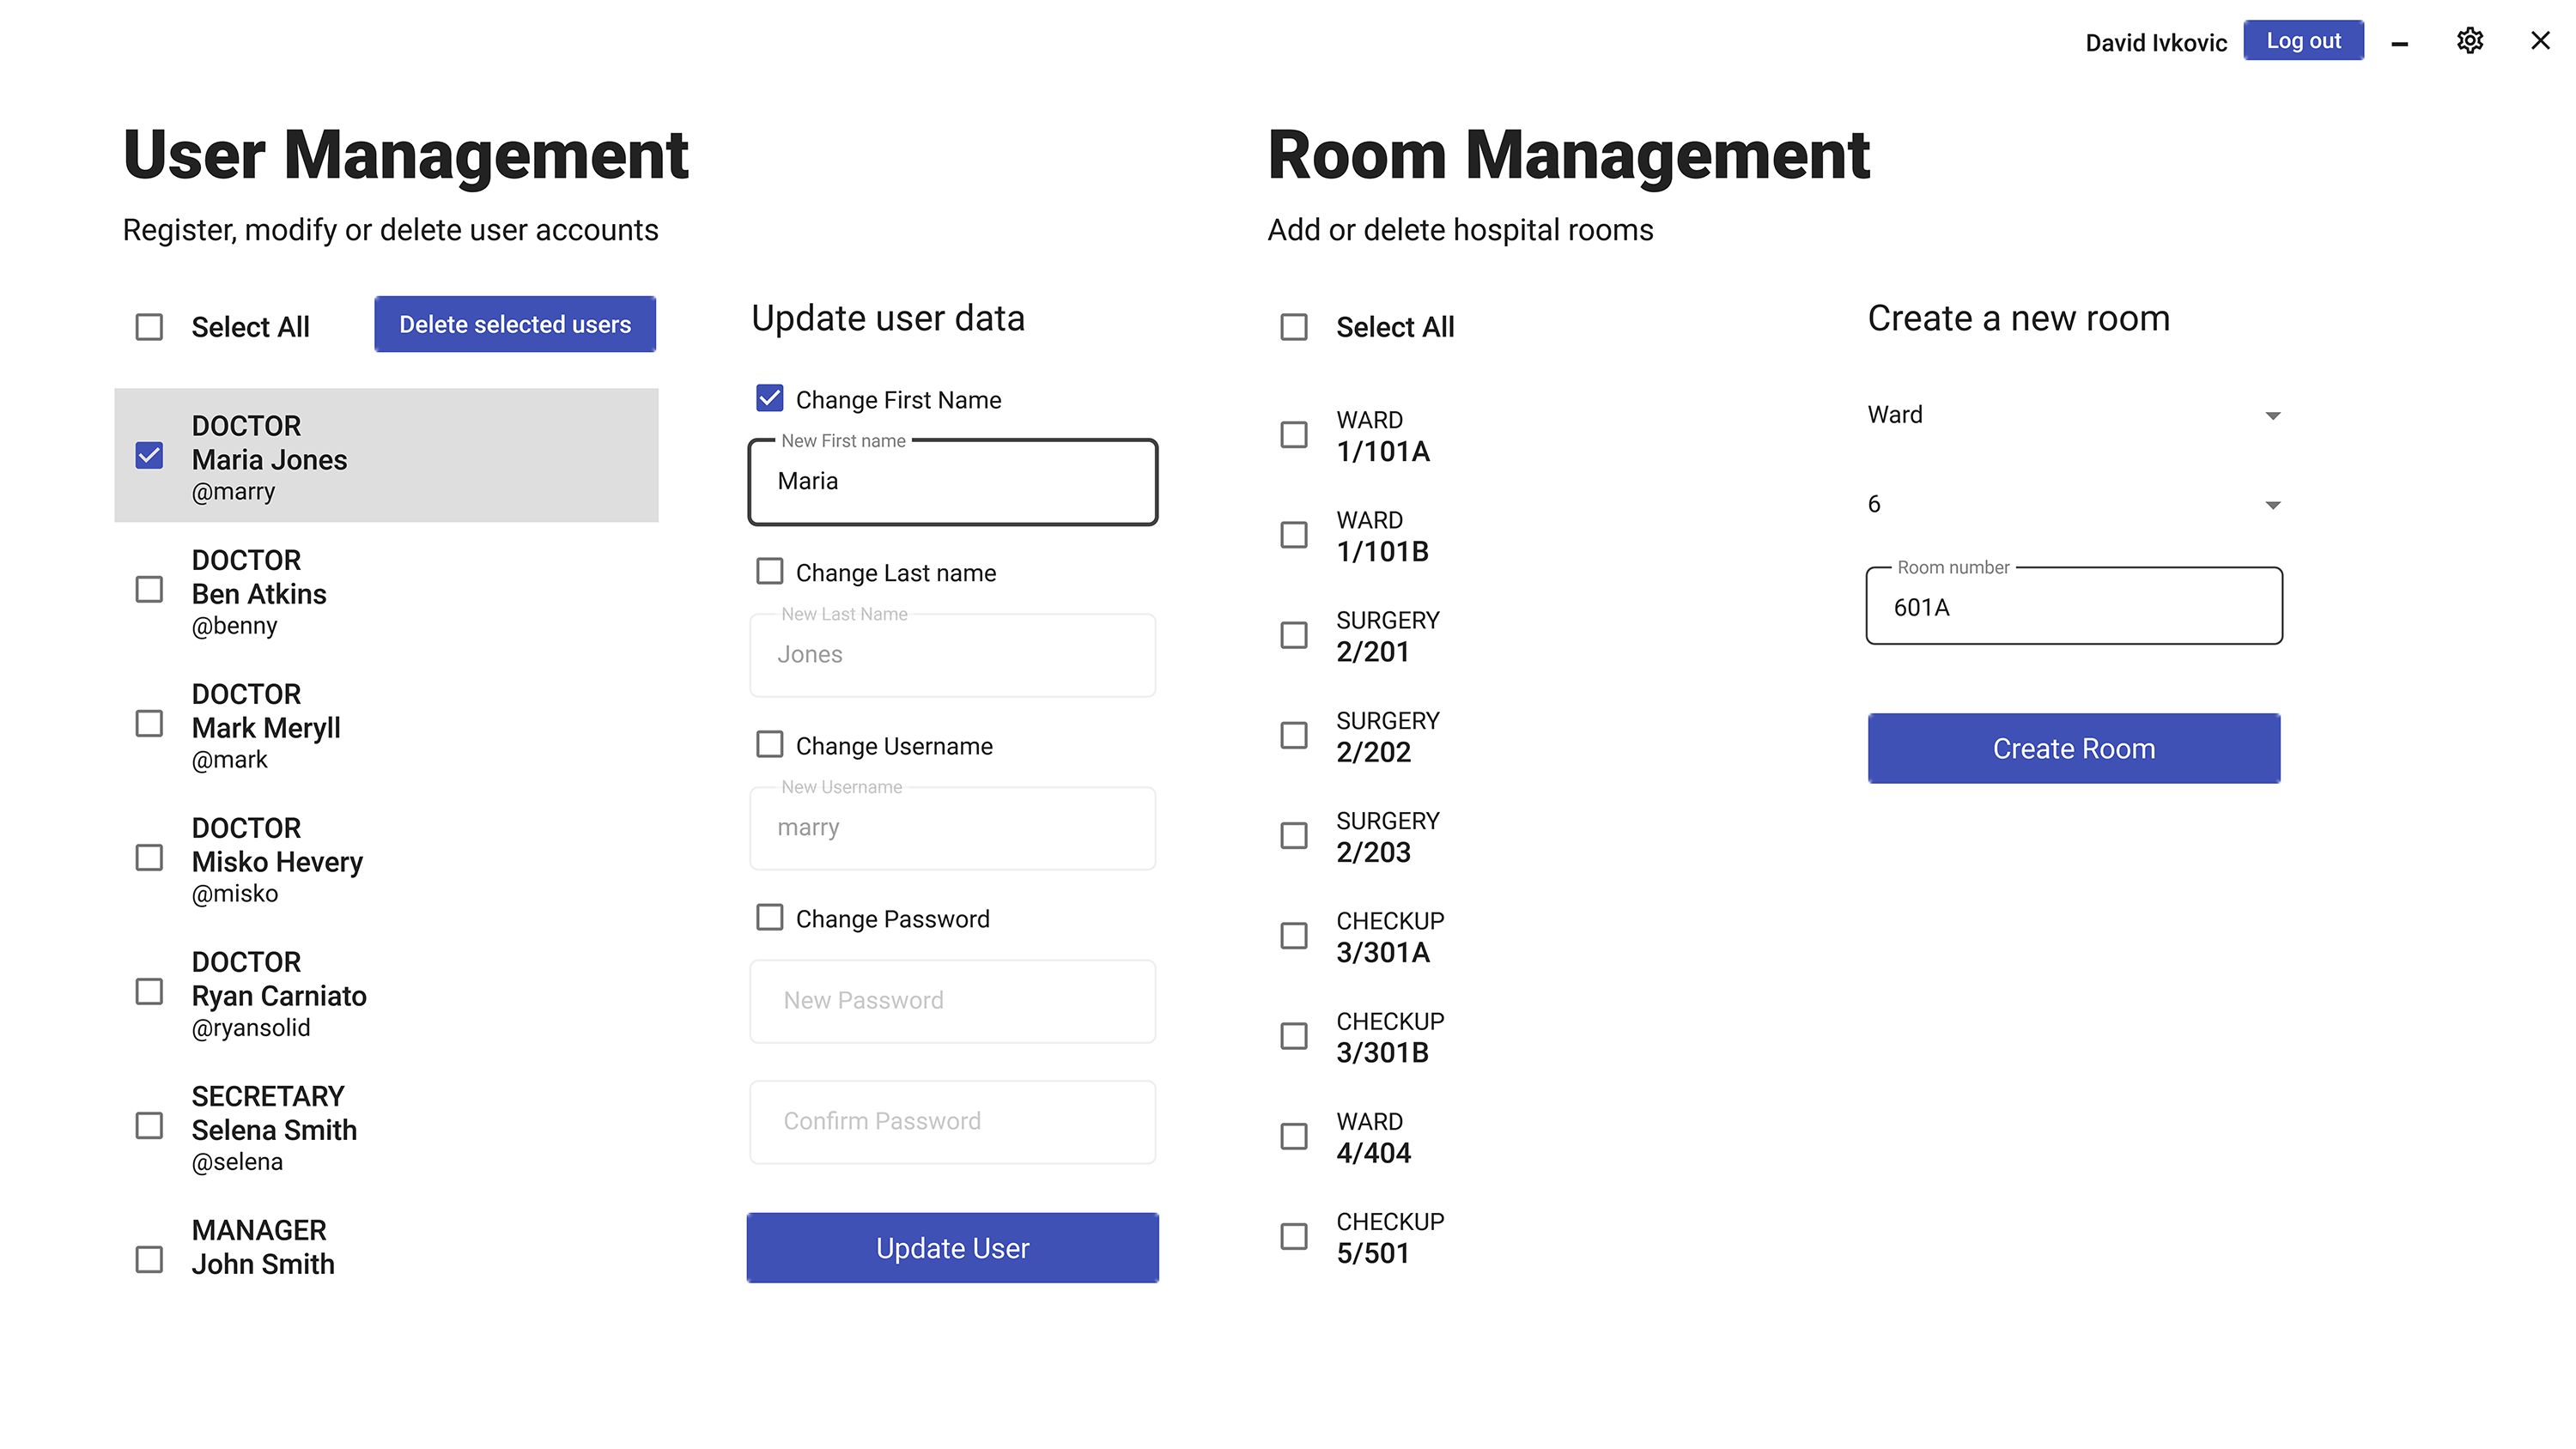 David Ivkovic
Log out
User Management
Register, modify or delete user accounts
Select All
Delete selected users
DOCTOR
Maria Jones
@marry
DOCTOR
Ben Atkins
@benny
DOCTOR
Mark Meryll
@mark
DOCTOR
Misko Hevery
@misko
DOCTOR
Ryan Carniato
@ryansolid
SECRETARY
Selena Smith
@selena
MANAGER
John Smith
Update user data
Change First Name
New First name
Maria
Change Last name
New Last Name
Jones
Change Username
New Username
marry
Change Password
New Password
Confirm Password
Update User
Room Management
Add or delete hospital rooms
Select All
WARD
1/101A
WARD
1/101B
SURGERY
2/201
SURGERY
2/202
SURGERY
2/203
CHECKUP
3/301A
CHECKUP
3/301B
WARD
4/404
CHECKUP
5/501
Create a new room
Ward
6
Room number
601A
Create Room